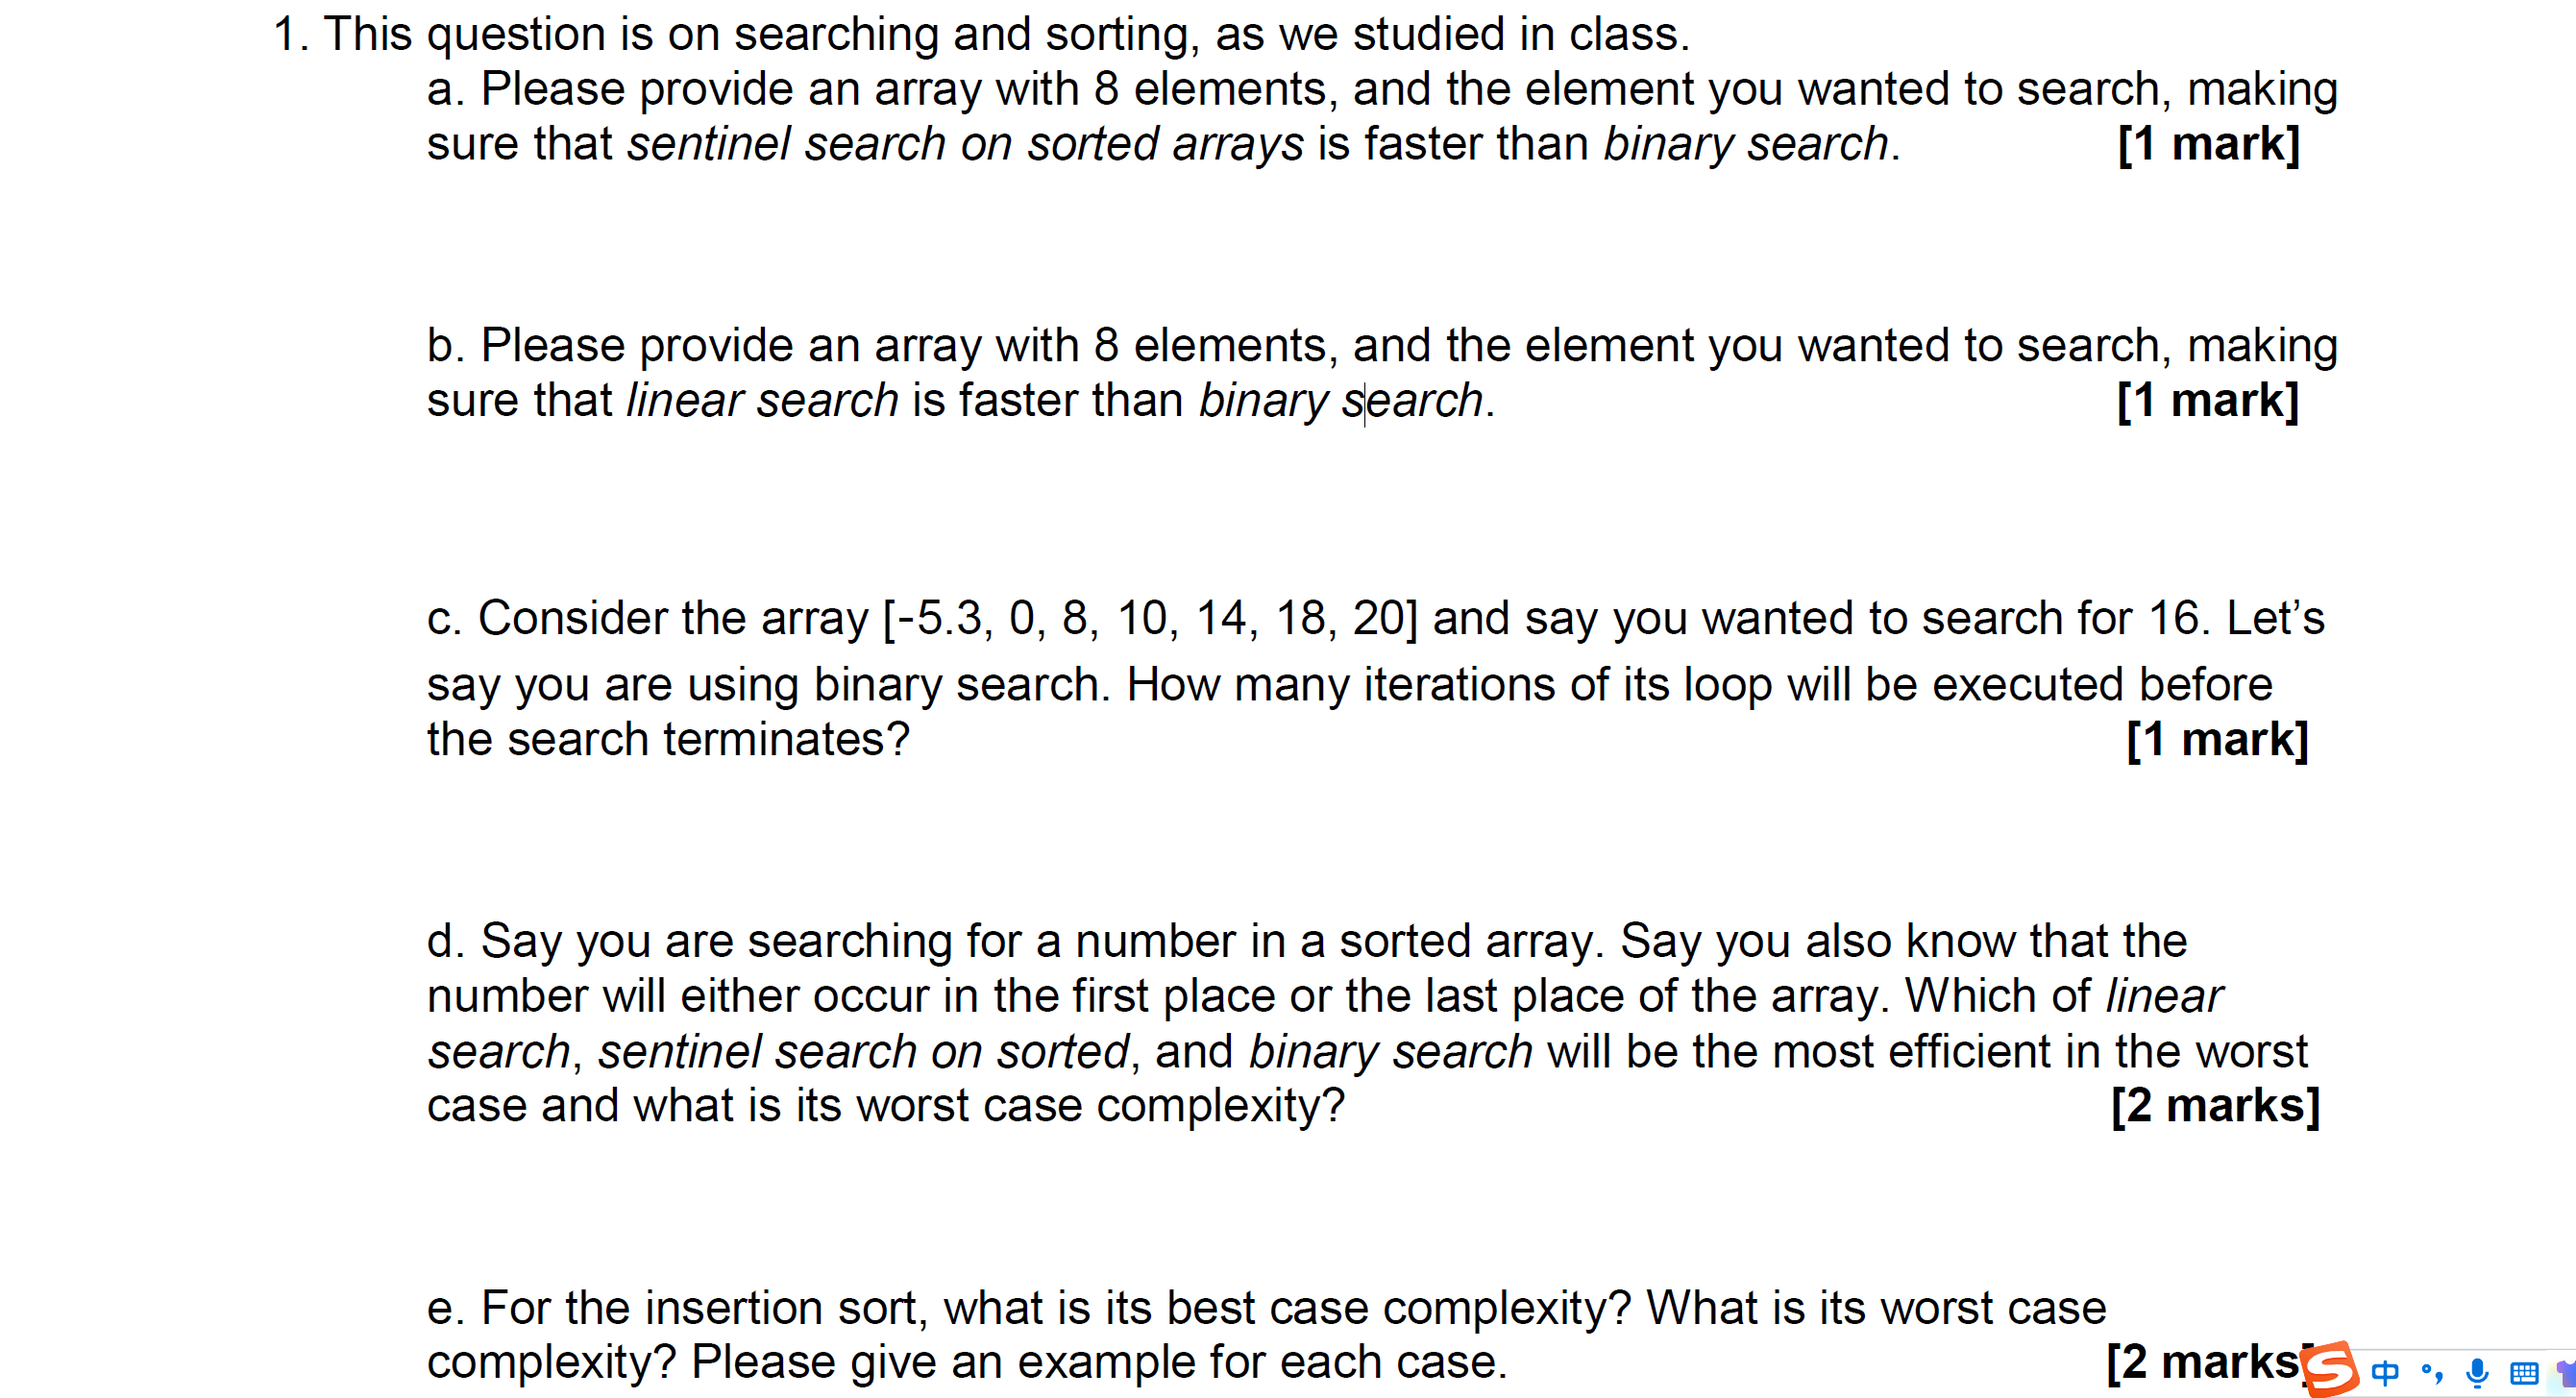 1. This question is on searching and sorting, as we studied in class.
a. Please provide an array with 8 elements, and the element you wanted to search, making
sure that sentinel search on sorted arrays is faster than binary search. [1 mark]
b. Please provide an array with 8 elements, and the element you wanted to search, making
sure that linear search is faster than binary search. [1 mark]
c. Consider the array [-5.3, 0, 8, 10, 14, 18, 20] and say you wanted to search for 16. Let’s
say you are using binary search. How many iterations of its loop will be executed before
the search terminates? [1 mark]
d. Say you are searching for a number in a sorted array. Say you also know that the
number will either occur in the first place or the last place of the array. Which of linear
search, sentinel search on sorted, and binary search will be the most efficient in the worst
case and what is its worst case complexity? [2 marks]
e. For the insertion sort, what is its best case complexity? What is its worst case
complexity? Please give an example for each case. [2 marks]
中